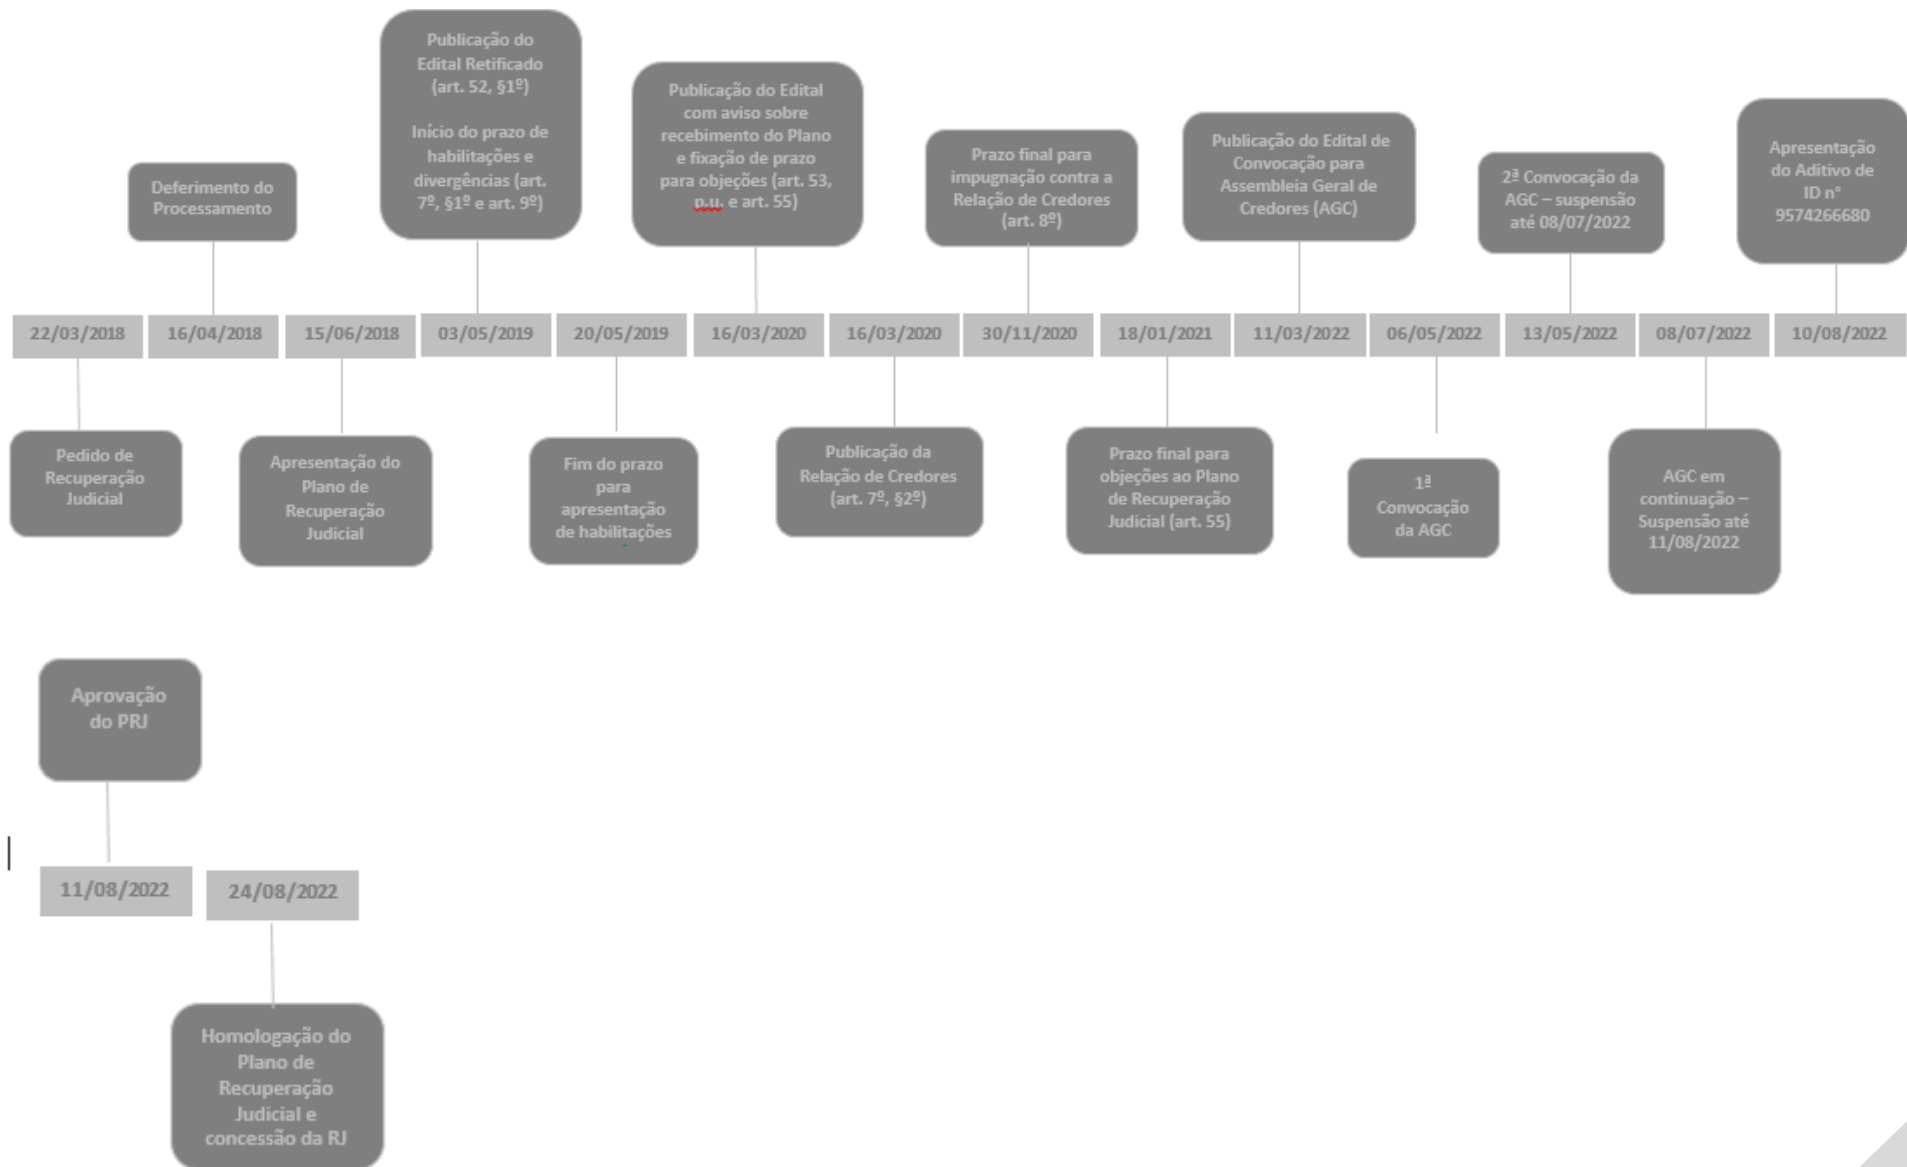 Publicação do
Edital Retificado
(art. 52, §1º)
Início do prazo de
habilitações e
divergências (art.
7º, §1º e art. 9º)
Publicação do Edital
com aviso sobre
recebimento do Plano
e fixação de prazo
para objeções (art. 53,
p.u. e art. 55)
Deferimento do
Processamento
Prazo final para
impugnação contra a
Relação de Credores
(art. 8º)
Publicação do Edital de
Convocação para
Assembleia Geral de
Credores (AGC)
2ª Convocação da
AGC – suspensão
até 08/07/2022
Apresentação
do Aditivo de
ID n°
9574266680
22/03/2018
16/04/2018
15/06/2018
03/05/2019
20/05/2019
16/03/2020
16/03/2020
30/11/2020
18/01/2021
11/03/2022
06/05/2022
13/05/2022
08/07/2022
10/08/2022
Pedido de
Recuperação
Judicial
Apresentação do
Plano de
Recuperação
Judicial
Fim do prazo
para
apresentação
de habilitações
Publicação da
Relação de Credores
(art. 7º, §2º)
Prazo final para
objeções ao Plano
de Recuperação
Judicial (art. 55)
1ª
Convocação
da AGC
AGC em
continuação –
Suspensão até
11/08/2022
Aprovação
do PRJ
11/08/2022
24/08/2022
Homologação do
Plano de
Recuperação
Judicial e
concessão da RJ